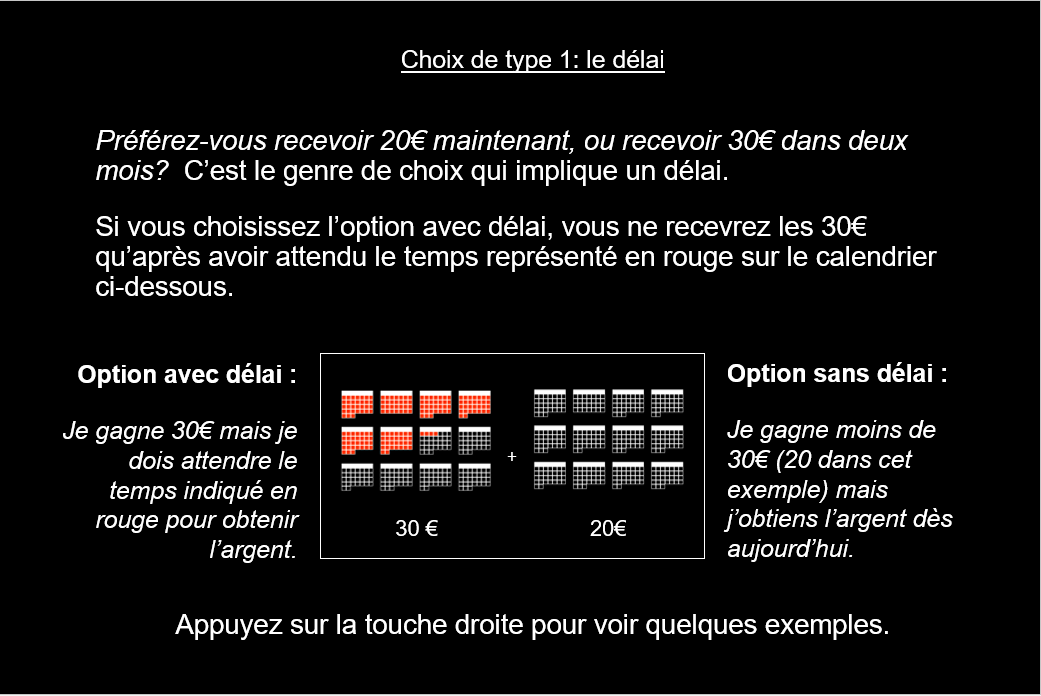 Choix de type 1: le délai
Préférez-vous recevoir 20€ maintenant, ou recevoir 30€ dans deux
mois? C’est le genre de choix qui implique un délai.
Si vous choisissez l’option avec délai, vous ne recevrez les 30€
qu’après avoir attendu le temps représenté en rouge sur le calendrier
ci-dessous.
Option avec délai :
Je gagne 30€ mais je
dois attendre le
temps indiqué en
rouge pour obtenir
l’argent.
+
30 €
20€
Option sans délai :
Je gagne moins de
30€ (20 dans cet
exemple) mais
j’obtiens l’argent dès
aujourd’hui.
Appuyez sur la touche droite pour voir quelques exemples.